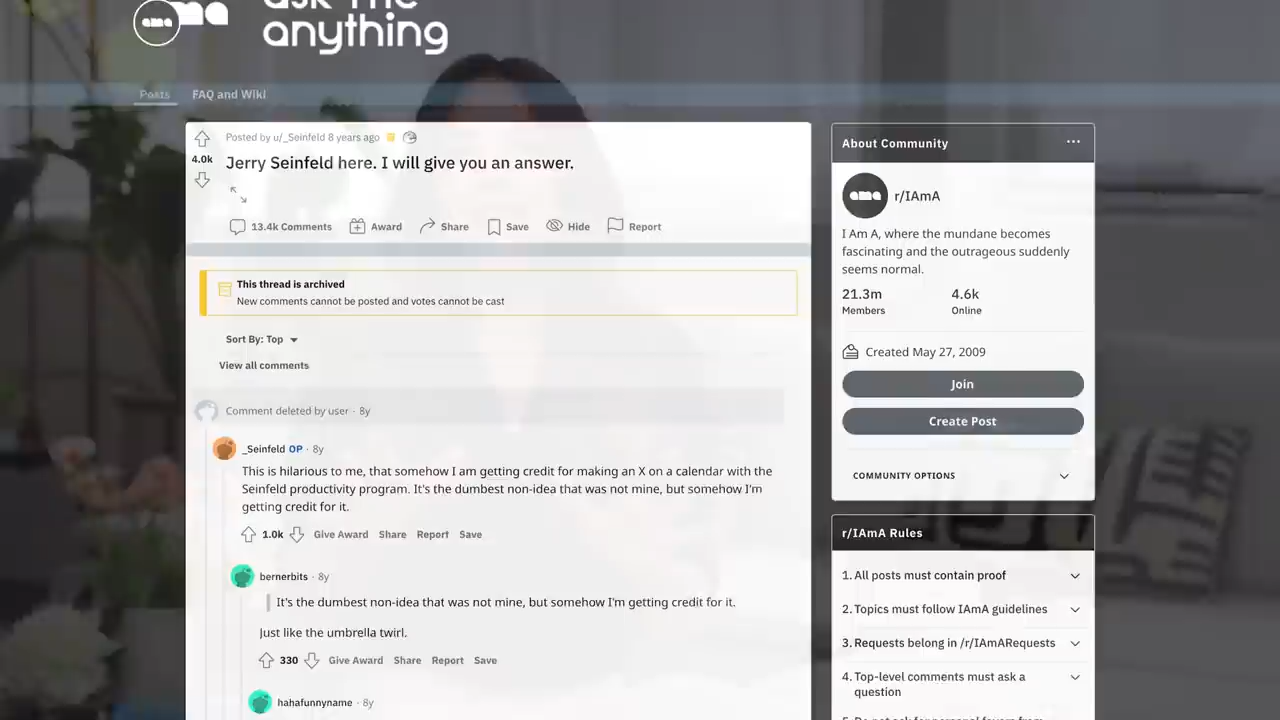 ama
ask me
anything
Posts FAQ and Wiki
Posted by u/_Seinfeld 8 years ago
4.0k
Jerry Seinfeld here. I will give you an answer.
13.4k Comments Award Share Save Hide Report
This thread is archived
New comments cannot be posted and votes cannot be cast
Sort By: Top
View all comments
Comment deleted by user · 8y
_Seinfeld OP · 8y
This is hilarious to me, that somehow I am getting credit for making an X on a calendar with the
Seinfeld productivity program. It's the dumbest non-idea that was not mine, but somehow I'm
getting credit for it.
1.0k Give Award Share Report Save
bernerbits · 8y
It's the dumbest non-idea that was not mine, but somehow I'm getting credit for it.
Just like the umbrella twirl.
330 Give Award Share Report Save
hahafunnyname · 8y
About Community
ama r/IAmA
I Am A, where the mundane becomes
fascinating and the outrageous suddenly
seems normal.
21.3m 4.6k
Members Online
Created May 27, 2009
Join
Create Post
COMMUNITY OPTIONS
r/IAmA Rules
1. All posts must contain proof
2. Topics must follow IAmA guidelines
3. Requests belong in /r/IAmARequests
4. Top-level comments must ask a
question